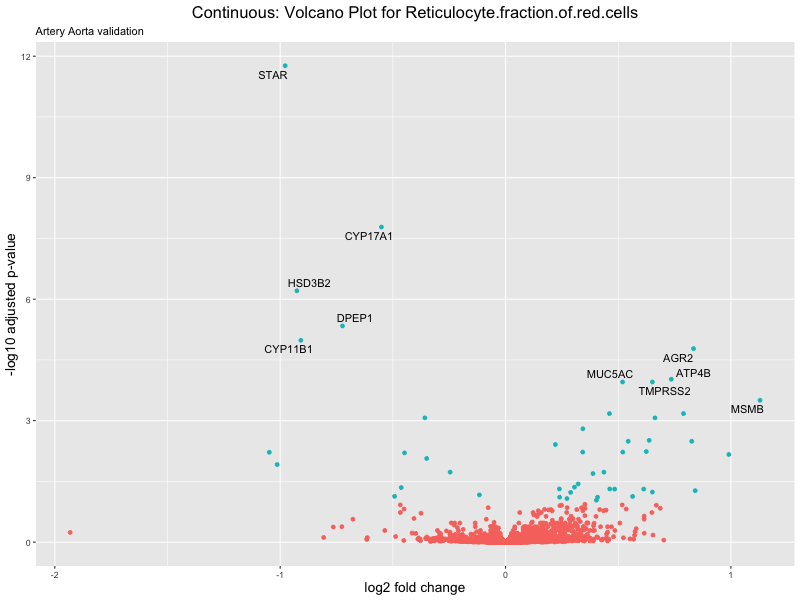 Continuous: Volcano Plot for Reticulocyte.fraction.of.red.cells
Artery Aorta validation
12
STAR
9
CYP17A1
HSD3B2
6
DPEP1
CYP11B1
AGR2
ATP4B
MUC5AC
TMPRSS2
MSMB
3
0
-2
-1
0
1
log2 fold change
-log10 adjusted p-value